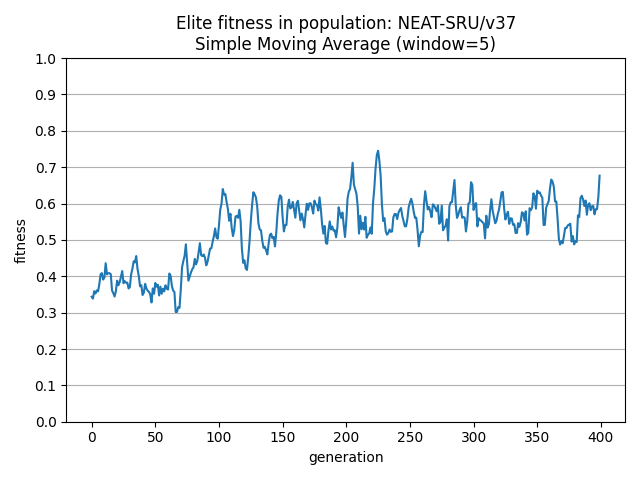 Elite fitness in population: NEAT-SRU/v37
Simple Moving Average (window=5)
1.0
0.9
0.8
0.7
0.6
0.5
0.4
0.3
0.2
0.1
0.0
fitness
0 50 100 150 200 250 300 350 400
generation